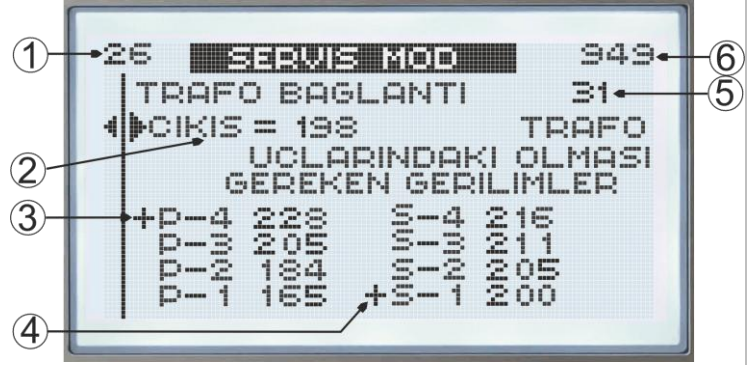 1 26 SERVIS MOD 949 6
TRAFO BAGLANTI 31 5
CIKIS = 198 TRAFO
2 UCLARINDAKI OLMASI
GEREKEN GERILIMLER
3 +P-4 228 S-4 216
P-3 205 S-3 211
P-2 184 S-2 205
4 P-1 165 +S-1 200